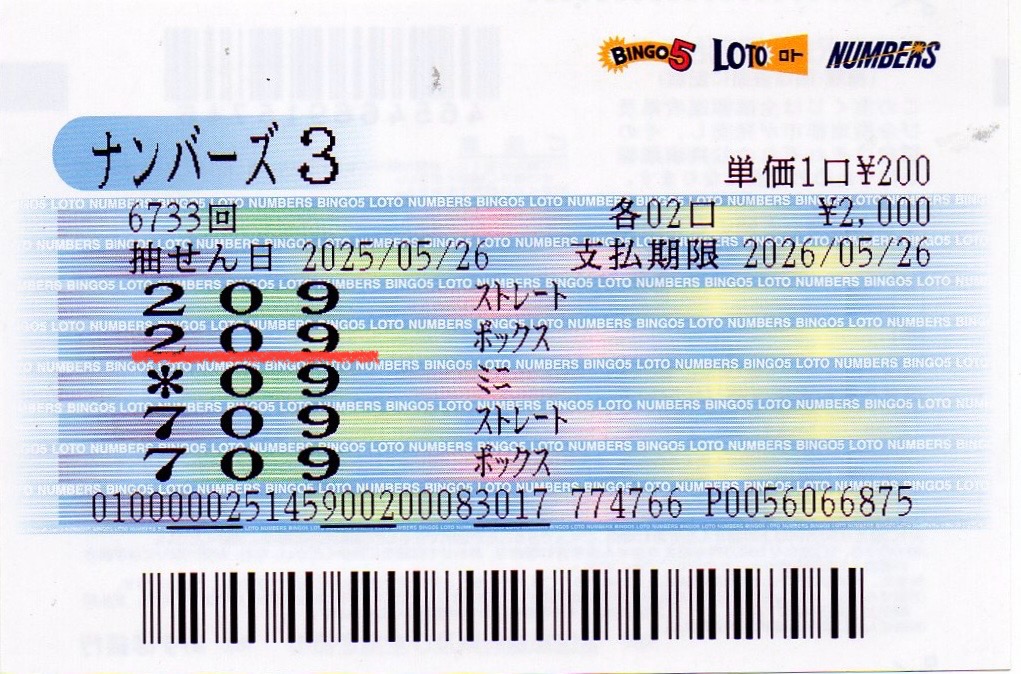 BINGO5 LOTO NUMBERS
ナンバーズ3
単価1口¥200
6733回 各02口 ¥2,000
抽せん日 2025/05/26 支払期限 2026/05/26
209 ストレート
209 ボックス
*09 ミニ
709 ストレート
709 ボックス
0100000025145900200083017 774766 P0056066875